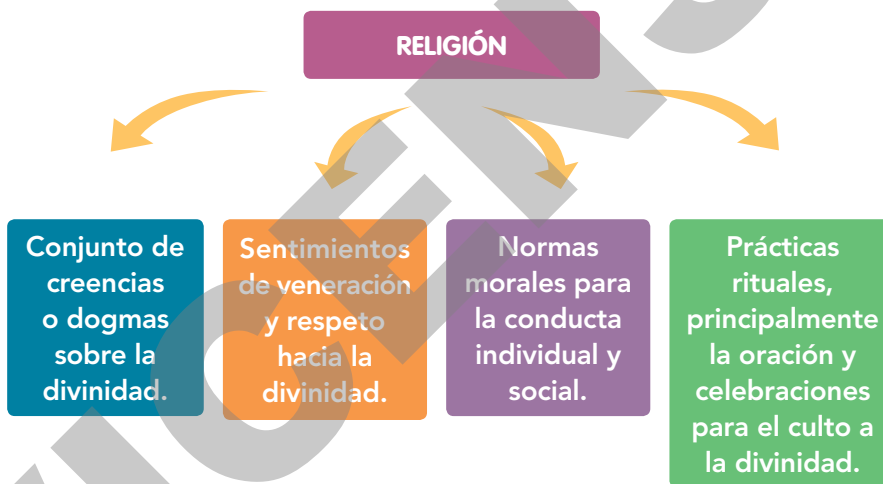 RELIGIÓN
Conjunto de
creencias
o dogmas
sobre la
divinidad.
Sentimientos
de veneración
y respeto
hacia la
divinidad.
Normas
morales para
la conducta
individual y
social.
Prácticas
rituales,
principalmente
la oración y
celebraciones
para el culto a
la divinidad.